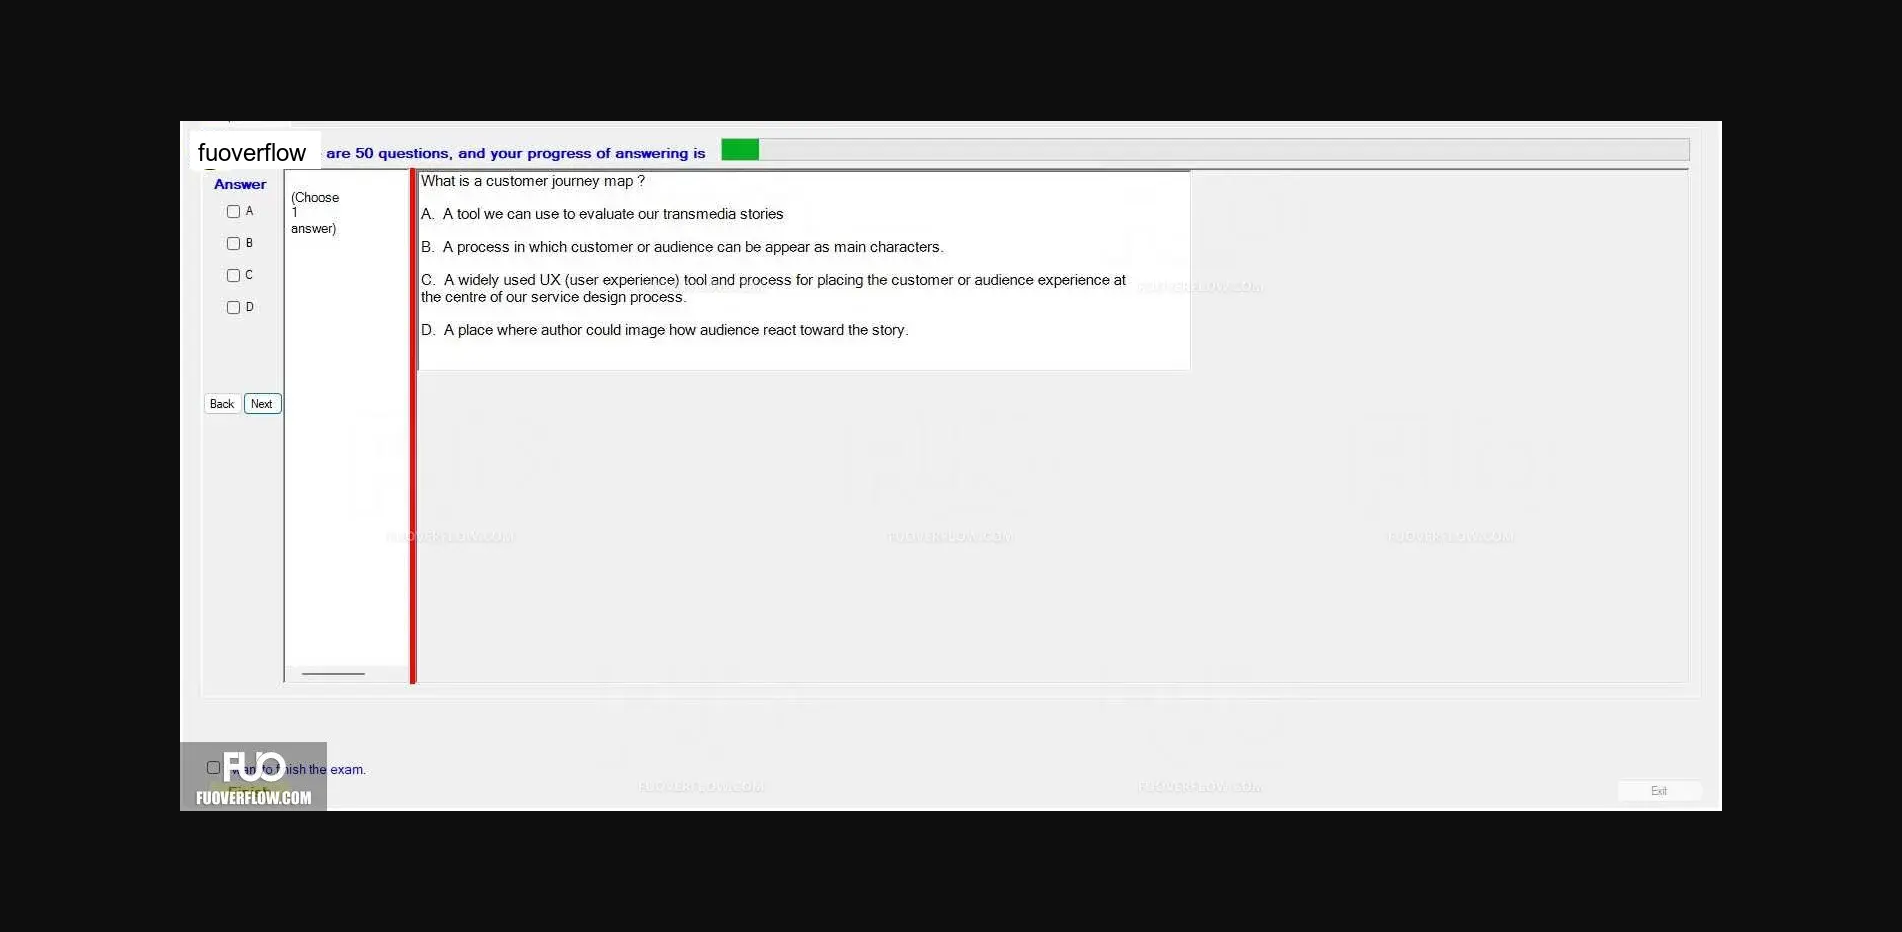 fuoverflow are 50 questions, and your progress of answering is
Answer
A
B
C
D
Back Next
(Choose
1
answer)
What is a customer journey map ?
A. A tool we can use to evaluate our transmedia stories
B. A process in which customer or audience can be appear as main characters.
C. A widely used UX (user experience) tool and process for placing the customer or audience experience at
the centre of our service design process.
D. A place where author could image how audience react toward the story.
FUOVERFLOW.COM
FUOVERFLOW.COM FUOVERFLOW.COM FUOVERFLOW.COM
FUO
to finish the exam.
FUOVERFLOW.COM
FUOVERFLOW.COM FUOVERFLOW.COM
Exit